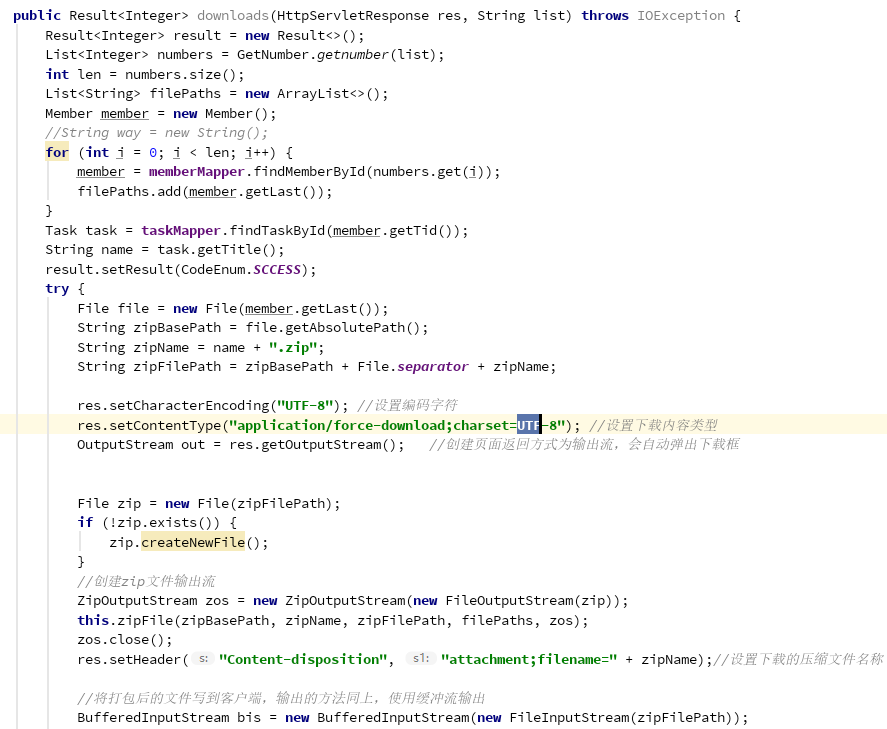 public Result<Integer> downloads(HttpServletResponse res, String list) throws IOException {
    Result<Integer> result = new Result<>();
    List<Integer> numbers = GetNumber.getnumber(list);
    int len = numbers.size();
    List<String> filePaths = new ArrayList<>();
    Member member = new Member();
    //String way = new String();
    for (int i = 0; i < len; i++) {
        member = memberMapper.findMemberById(numbers.get(i));
        filePaths.add(member.getLast());
    }
    Task task = taskMapper.findTaskById(member.getTid());
    String name = task.getTitle();
    result.setResult(CodeEnum.SCCESS);
    try {
        File file = new File(member.getLast());
        String zipBasePath = file.getAbsolutePath();
        String zipName = name + ".zip";
        String zipFilePath = zipBasePath + File.separator + zipName;

        res.setCharacterEncoding("UTF-8"); //设置编码字符
        res.setContentType("application/force-download;charset=UTF-8"); //设置下载内容类型
        OutputStream out = res.getOutputStream();   //创建页面返回方式为输出流，会自动弹出下载框

        File zip = new File(zipFilePath);
        if (!zip.exists()) {
            zip.createNewFile();
        }
        //创建zip文件输出流
        ZipOutputStream zos = new ZipOutputStream(new FileOutputStream(zip));
        this.zipFile(zipBasePath, zipName, zipFilePath, filePaths, zos);
        zos.close();
        res.setHeader( s: "Content-disposition", s1: "attachment;filename=" + zipName);//设置下载的压缩文件名称

        //将打包后的文件写到客户端，输出的方法同上，使用缓冲流输出
        BufferedInputStream bis = new BufferedInputStream(new FileInputStream(zipFilePath));